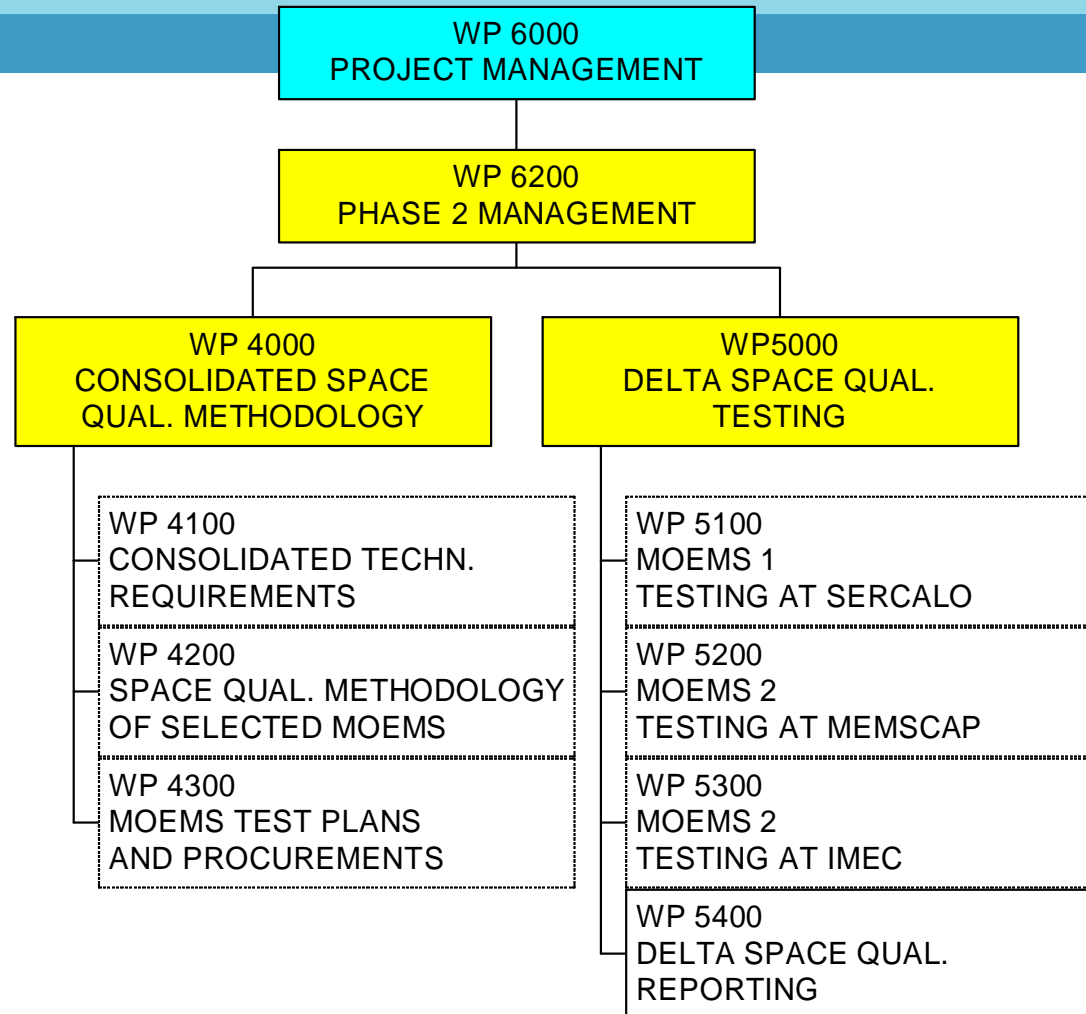 WP 6000
PROJECT MANAGEMENT
WP 6200
PHASE 2 MANAGEMENT
WP 4000
CONSOLIDATED SPACE
QUAL. METHODOLOGY
WP5000
DELTA SPACE QUAL.
TESTING
WP 4100
CONSOLIDATED TECHN.
REQUIREMENTS
WP 4200
SPACE QUAL. METHODOLOGY
OF SELECTED MOEMS
WP 4300
MOEMS TEST PLANS
AND PROCUREMENTS
WP 5100
MOEMS 1
TESTING AT SERCALO
WP 5200
MOEMS 2
TESTING AT MEMSCAP
WP 5300
MOEMS 2
TESTING AT IMEC
WP 5400
DELTA SPACE QUAL.
REPORTING